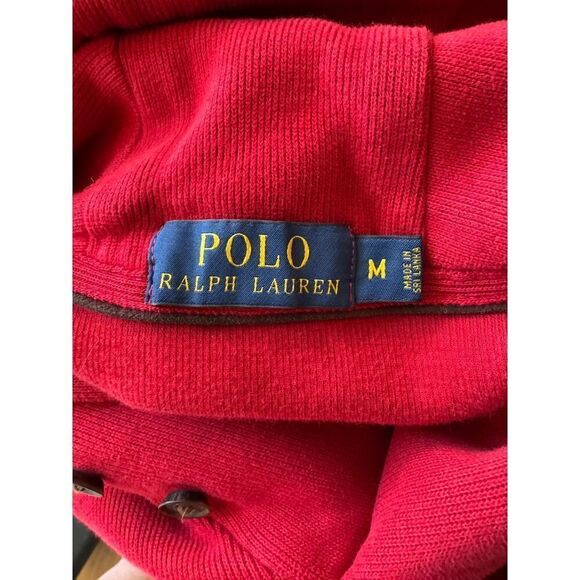 POLO
RALPH LAUREN
M
MADE IN
SRI LANKA